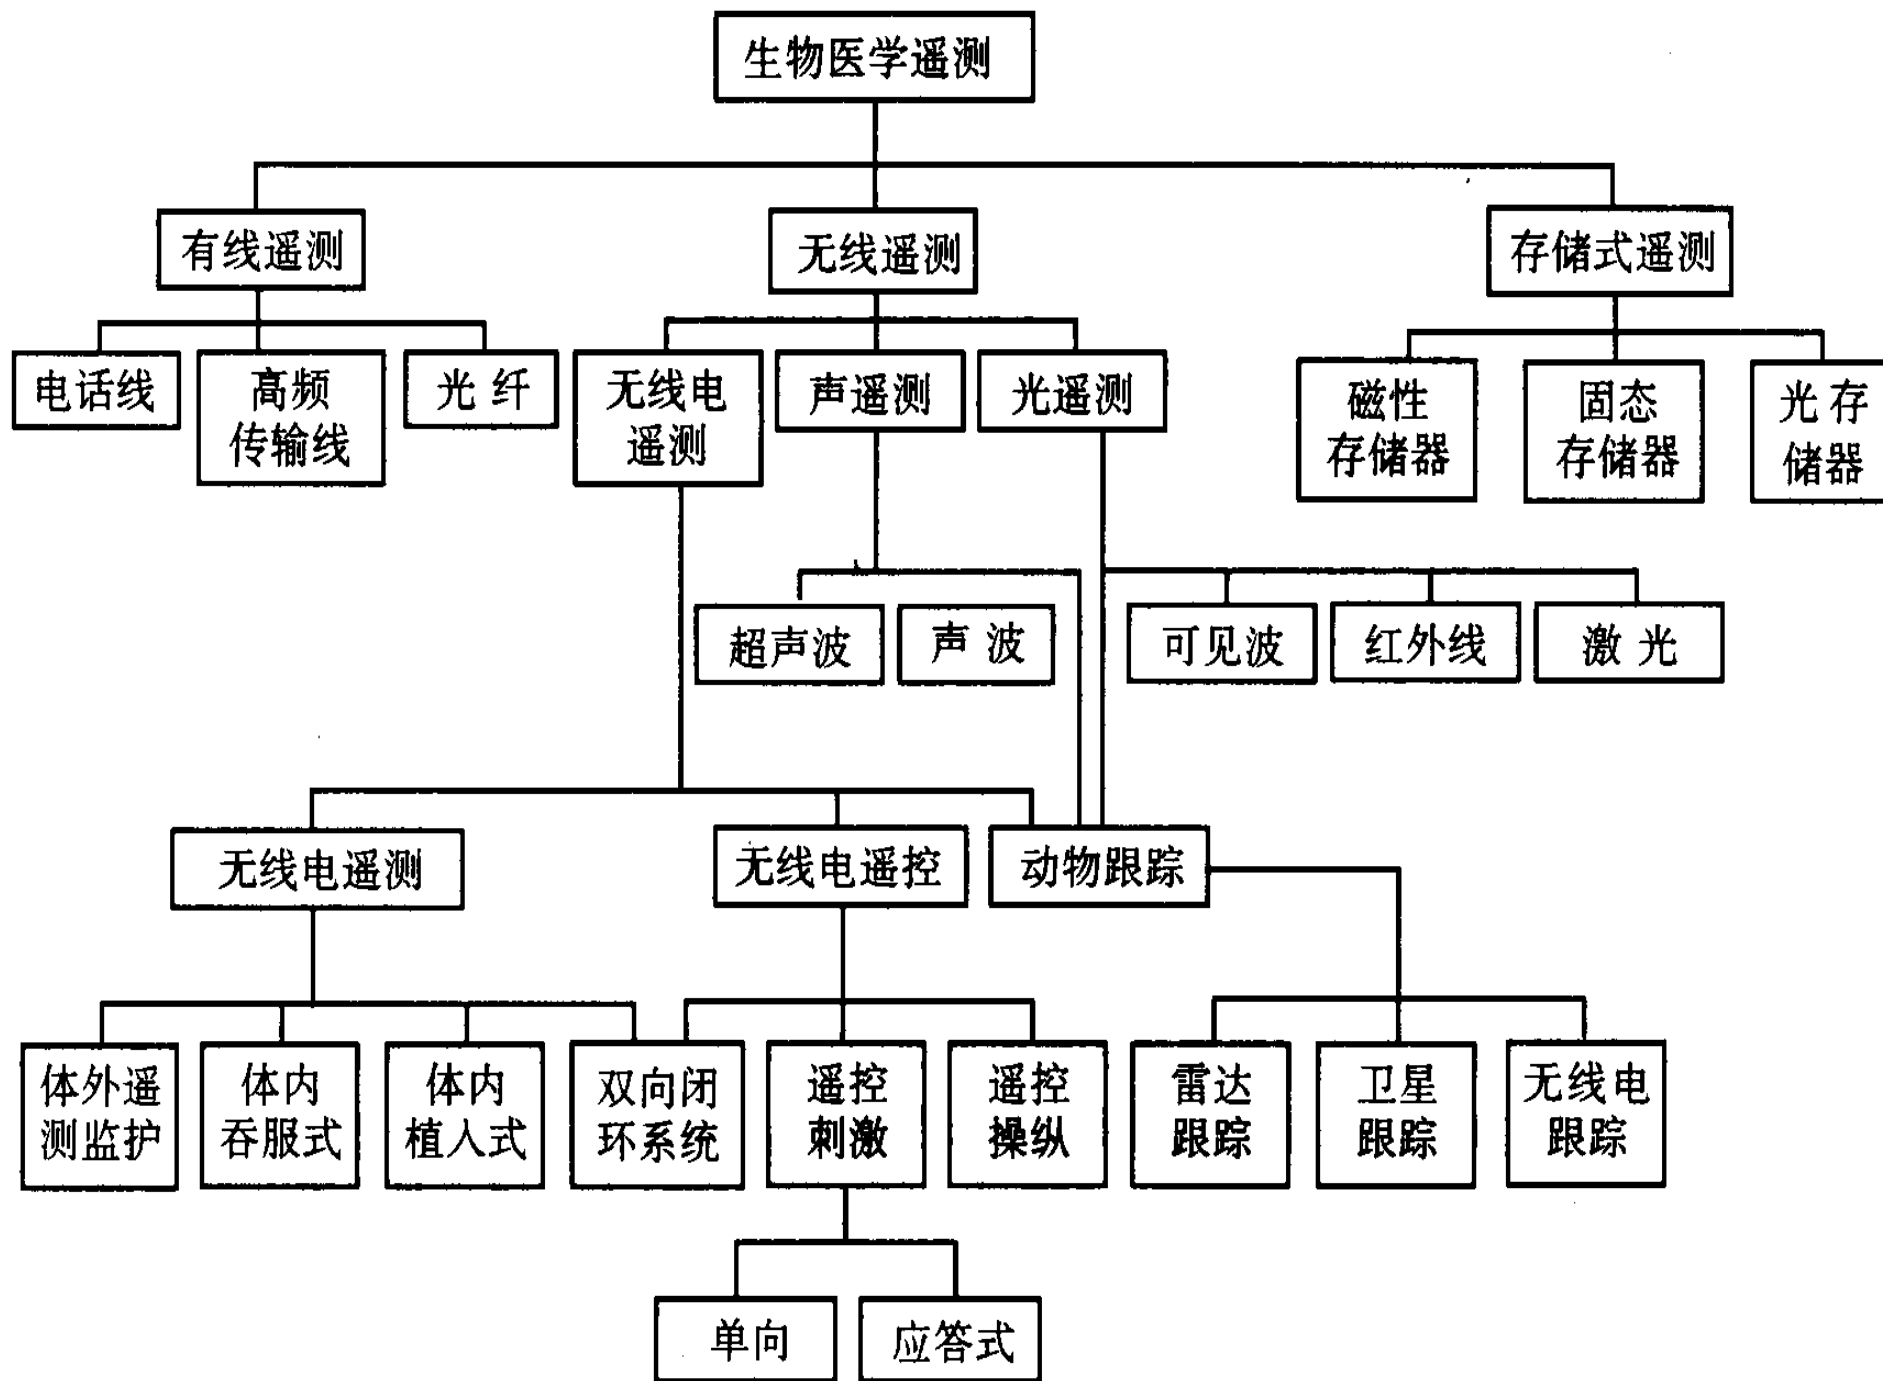 生物医学遥测
有线遥测
无线遥测
存储式遥测
电话线
高频
传输线
光 纤
无线电
遥测
声遥测
光遥测
磁性
存储器
固态
存储器
光 存
储器
超声波
声 波
可见波
红外线
激 光
无线电遥测
无线电遥控
动物跟踪
体外遥
测监护
体内
吞服式
体内
植入式
双向闭
环系统
遥控
刺激
遥控
操纵
雷达
跟踪
卫星
跟踪
无线电
跟踪
单向
应答式